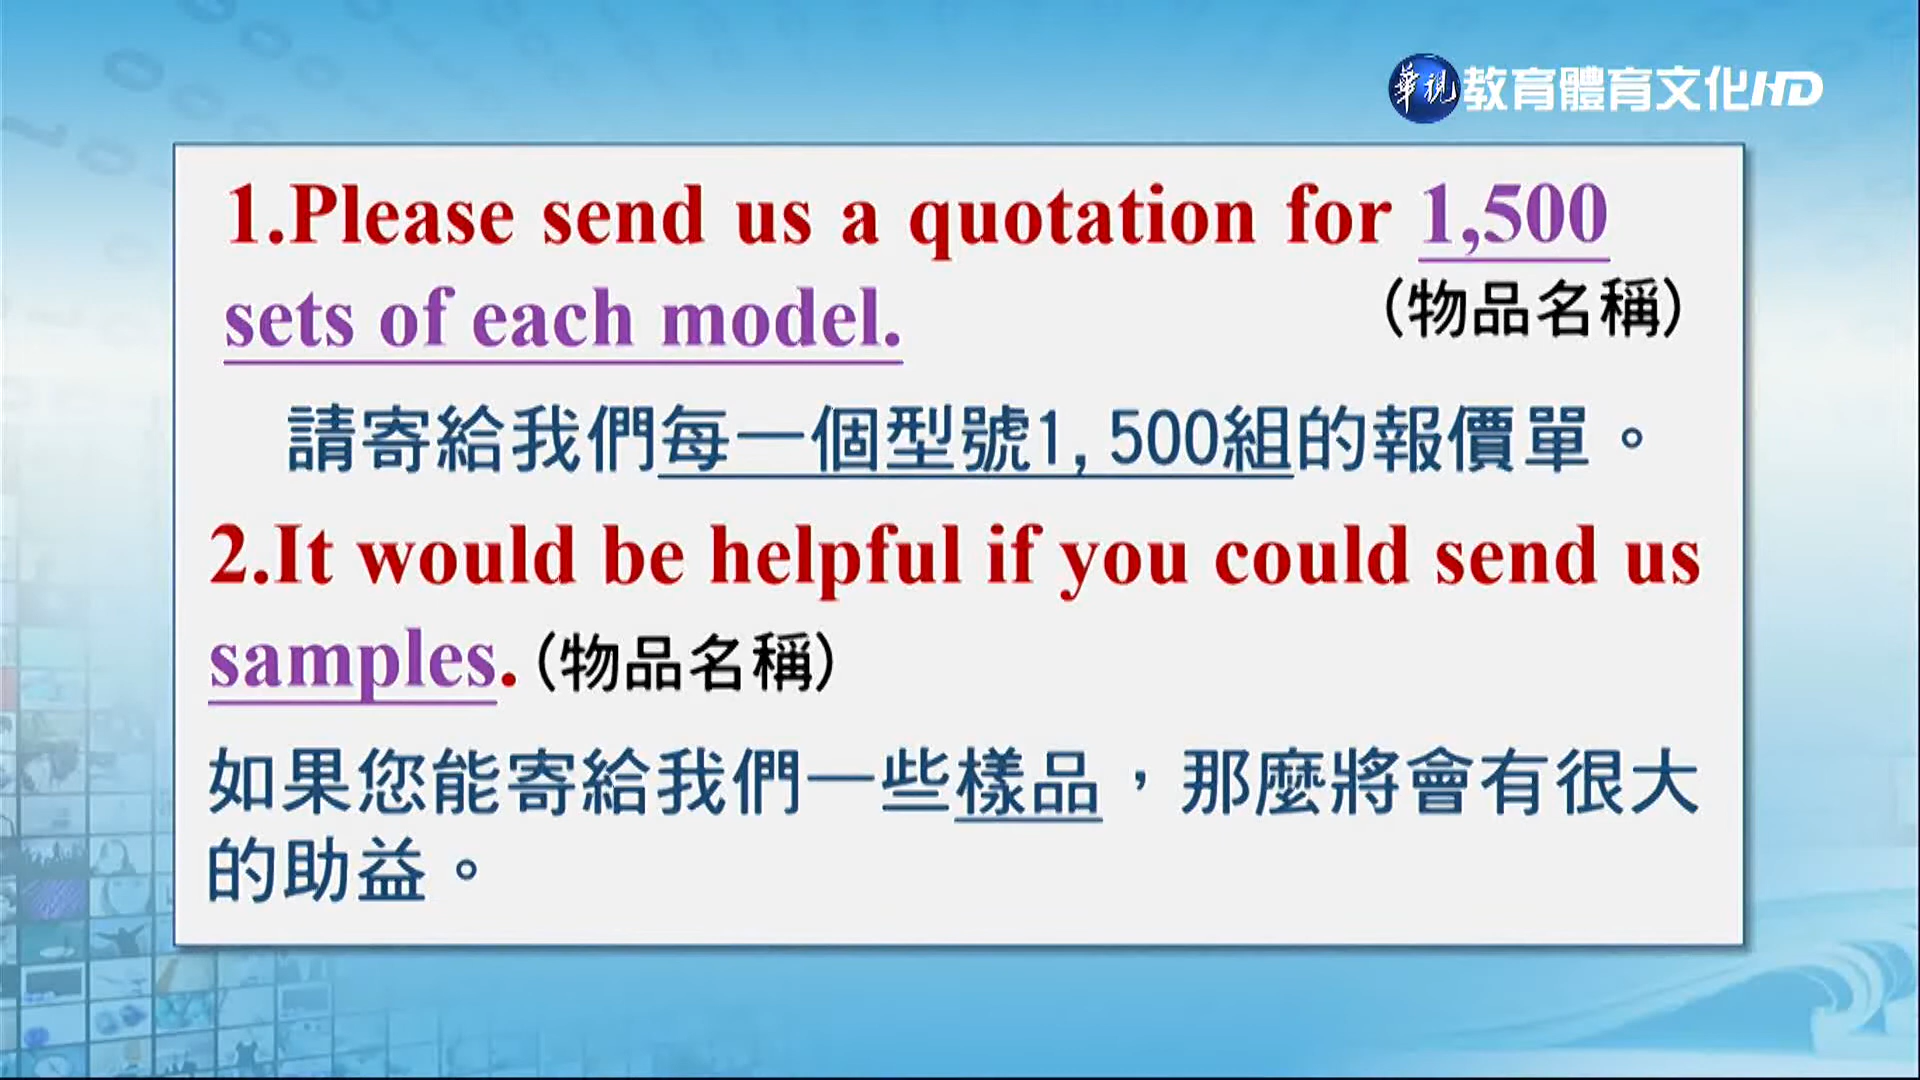 華視 教育體育文化HD
1.Please send us a quotation for 1,500
(物品名稱)
sets of each model.
請寄給我們每一個型號1,500組的報價單。
2.It would be helpful if you could send us
samples. (物品名稱)
如果您能寄給我們一些樣品，那麼將會有很大
的助益。